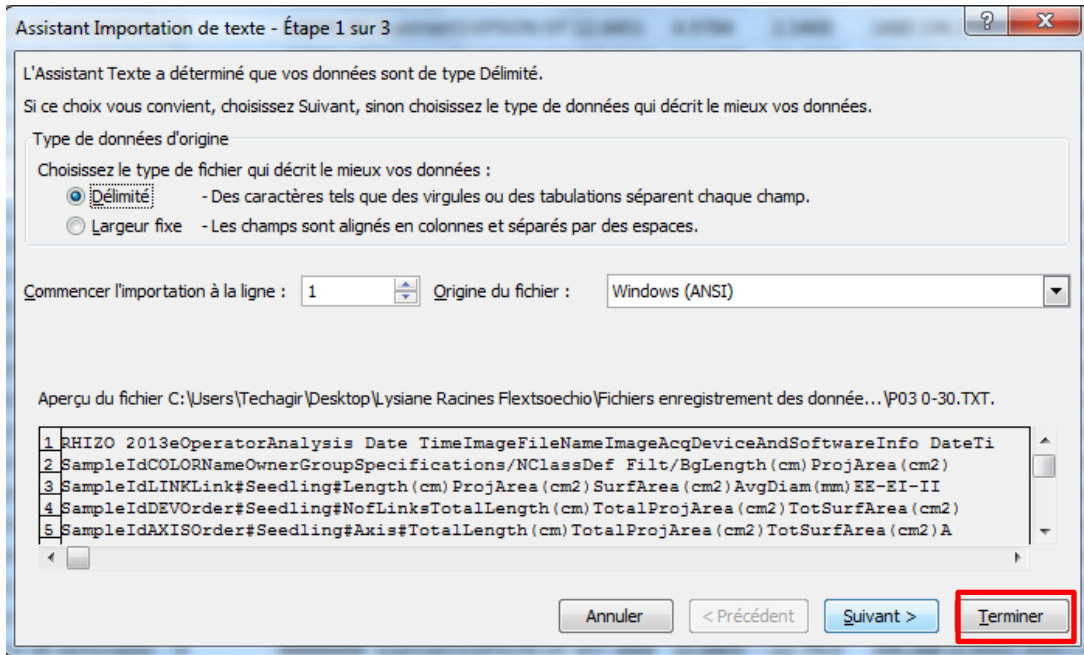 Assistant Importation de texte - Étape 1 sur 3
L'Assistant Texte a déterminé que vos données sont de type Délimité.
Si ce choix vous convient, choisissez Suivant, sinon choisissez le type de données qui décrit le mieux vos données.
Type de données d'origine
Choisissez le type de fichier qui décrit le mieux vos données :
Délimité - Des caractères tels que des virgules ou des tabulations séparent chaque champ.
Largeur fixe - Les champs sont alignés en colonnes et séparés par des espaces.
Commencer l'importation à la ligne : 1 Origine du fichier : Windows (ANSI)
Aperçu du fichier C:\Users\Techagir\Desktop\Lysiane Racines Flextsoechio\Fichiers enregistrement des donnée...\P03 0-30.TXT.
1 RHIZO 2013eOperatorAnalysis Date TimeImageFileNameImageAcqDeviceAndSoftwareInfo DateTi
2 SampleIdCOLORNameOwnerGroupSpecifications/NClassDef Filt/BgLength(cm)ProjArea(cm2)
3 SampleIdLINKLink#Seedling#Length(cm)ProjArea(cm2)SurfArea(cm2)AvgDiam(mm)EE-EI-II
4 SampleIdDEVOrder#Seedling#NofLinksTotalLength(cm)TotalProjArea(cm2)TotSurfArea(cm2)
5 SampleIdAXISOrder#Seedling#Axis#TotalLength(cm)TotalProjArea(cm2)TotSurfArea(cm2)A
Annuler < Précédent Suivant > Terminer